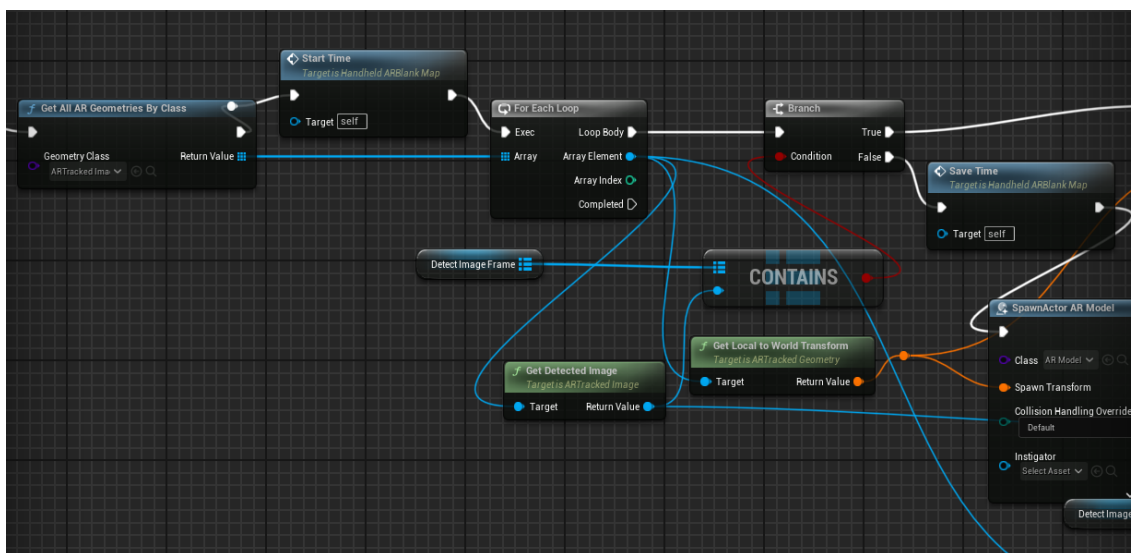 Get All AR Geometries By Class
Geometry Class
ARTracked Ima
Return Value
Start Time
Target is Handheld ARBlank Map
Target self
For Each Loop
Exec
Loop Body
Array
Array Element
Array Index
Completed
Branch
True
Condition
False
Save Time
Target is Handheld ARBlank Map
Target self
Detect Image Frame
CONTAINS
Get Local to World Transform
Target is ARTracked Geometry
Target
Return Value
Get Detected Image
Target is ARTracked Image
Target
Return Value
SpawnActor AR Model
Class AR Model
Spawn Transform
Collision Handling Override
Default
Instigator
Select Asset
Detect Image